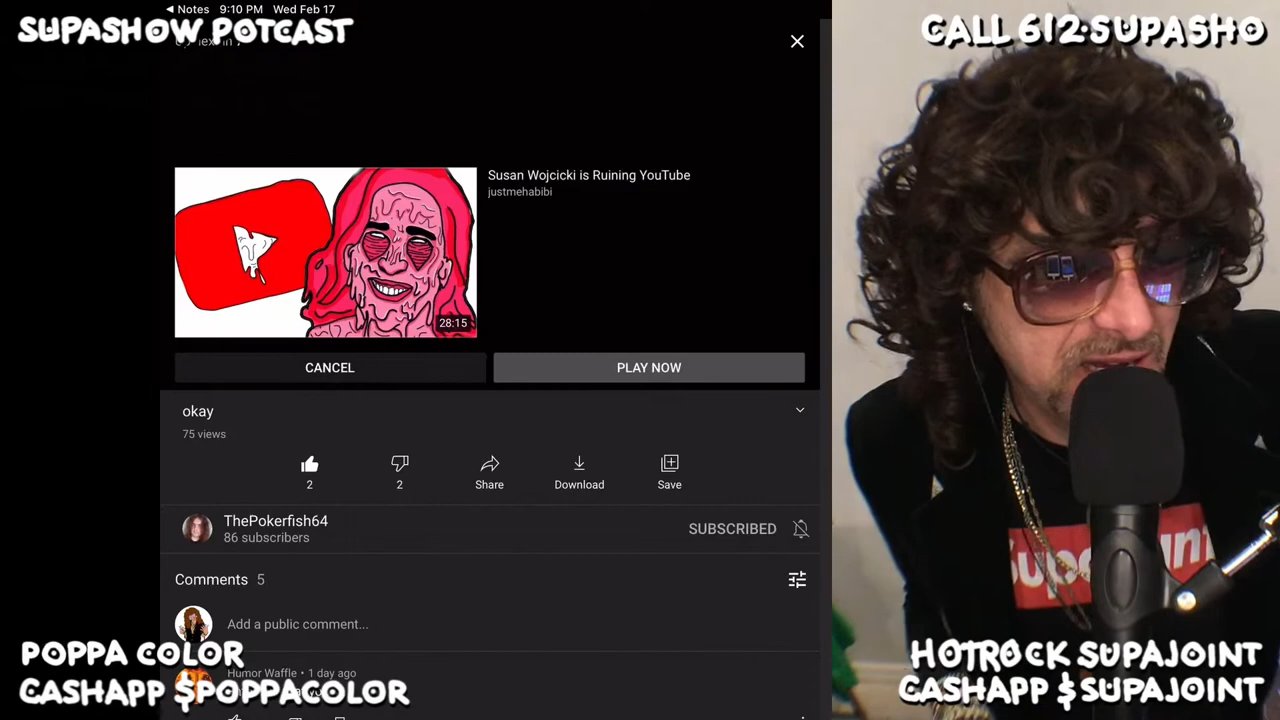 Notes 9:10 PM Wed Feb 17
SUPASHOW POTCAST
CALL 612-SUPASHO
Susan Wojcicki is Ruining YouTube
justmehabibi
28:15
CANCEL
PLAY NOW
okay
75 views
2
2
Share
Download
Save
ThePokerfish64
86 subscribers
SUBSCRIBED
Comments 5
Add a public comment...
Humor Waffle • 1 day ago
POPPA COLOR
CASHAPP $POPPACOLOR
HOTROCK SUPAJOINT
CASHAPP $SUPAJOINT